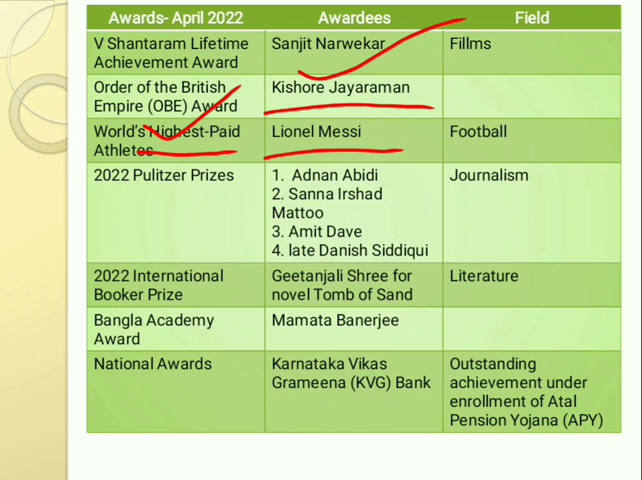 Awards- April 2022 Awardees Field
V Shantaram Lifetime Sanjit Narwekar Fillms
Achievement Award
Order of the British Kishore Jayaraman
Empire (OBE) Award
World's Highest-Paid Lionel Messi Football
Athletes
2022 Pulitzer Prizes 1. Adnan Abidi Journalism
2. Sanna Irshad
Mattoo
3. Amit Dave
4. late Danish Siddiqui
2022 International Geetanjali Shree for Literature
Booker Prize novel Tomb of Sand
Bangla Academy Mamata Banerjee
Award
National Awards Karnataka Vikas Outstanding
Grameena (KVG) Bank achievement under
enrollment of Atal
Pension Yojana (APY)